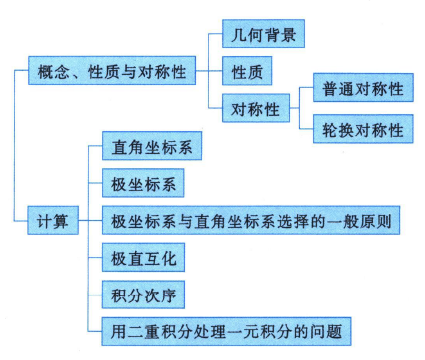 几何背景
概念、性质与对称性
性质
对称性
普通对称性
轮换对称性
直角坐标系
极坐标系
计算
极坐标系与直角坐标系选择的一般原则
极直互化
积分次序
用二重积分处理一元积分的问题